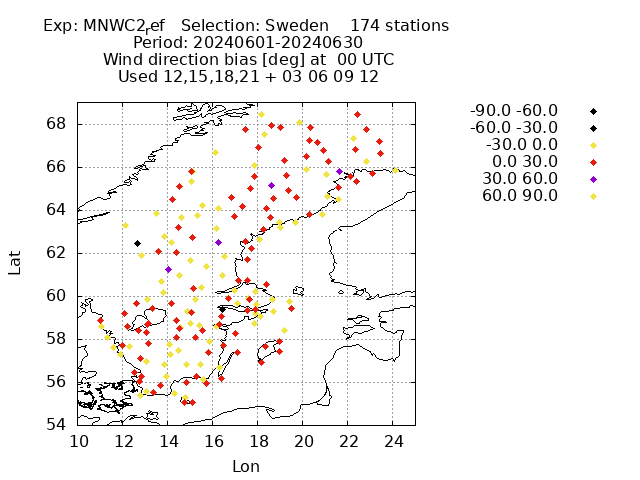 Exp: MNWC2ref Selection: Sweden 174 stations
Period: 20240601-20240630
Wind direction bias [deg] at 00 UTC
Used 12,15,18,21 + 03 06 09 12
-90.0 -60.0
-60.0 -30.0
-30.0 0.0
0.0 30.0
30.0 60.0
60.0 90.0
68
66
64
62
60
58
56
54
Lat
10 12 14 16 18 20 22 24
Lon